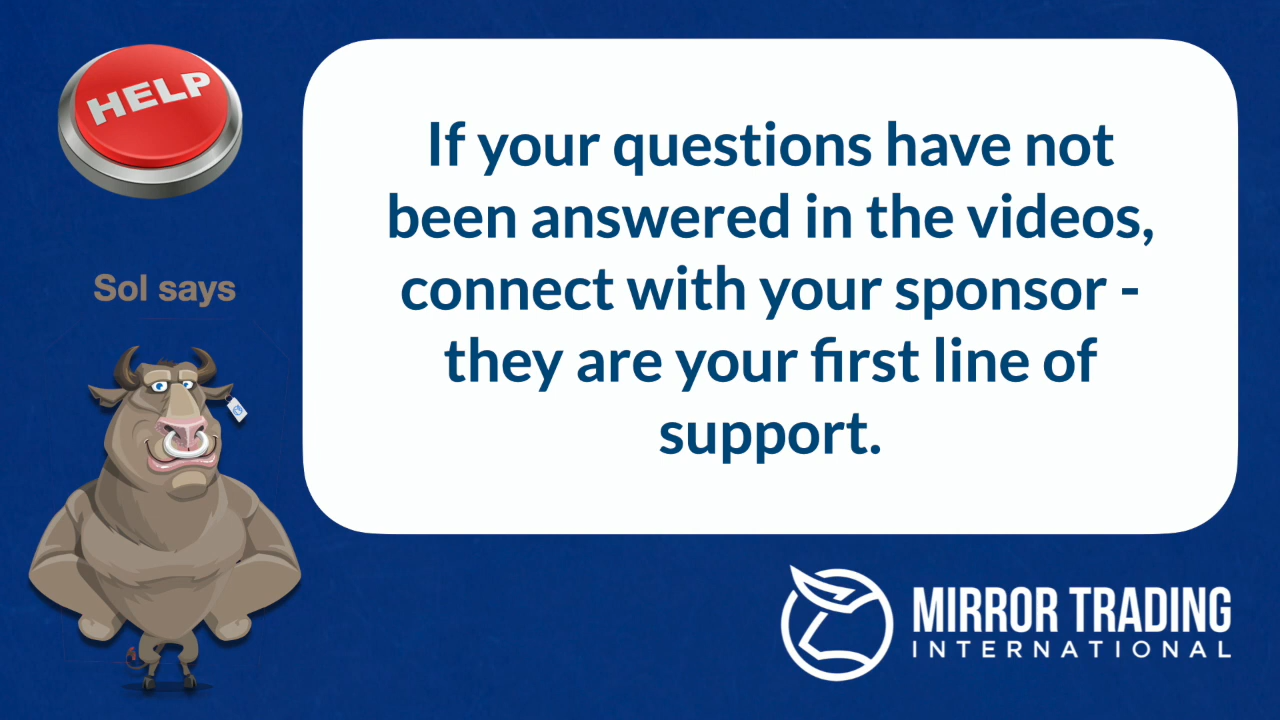 HELP
Sol says
If your questions have not
been answered in the videos,
connect with your sponsor -
they are your first line of
support.
MIRROR TRADING
INTERNATIONAL